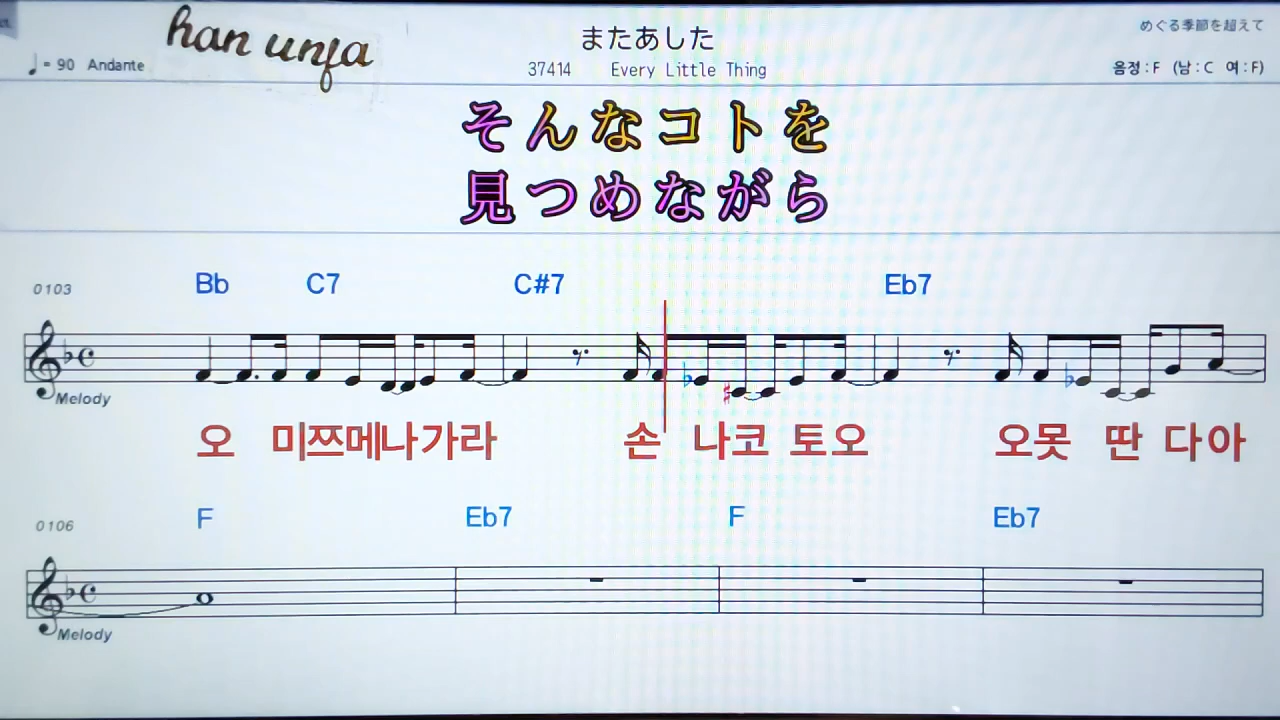 han unja
またあした
めぐる季節を超えて
♩= 90 Andante
37414 Every Little Thing
음정:F (남:C 여:F)
そんなコトを
見つめながら
0103 Bb C7 C#7 Eb7
Melody
오 미쯔메나가라 손 나코 토오 오못 딴 다아
0106 F Eb7 F Eb7
Melody